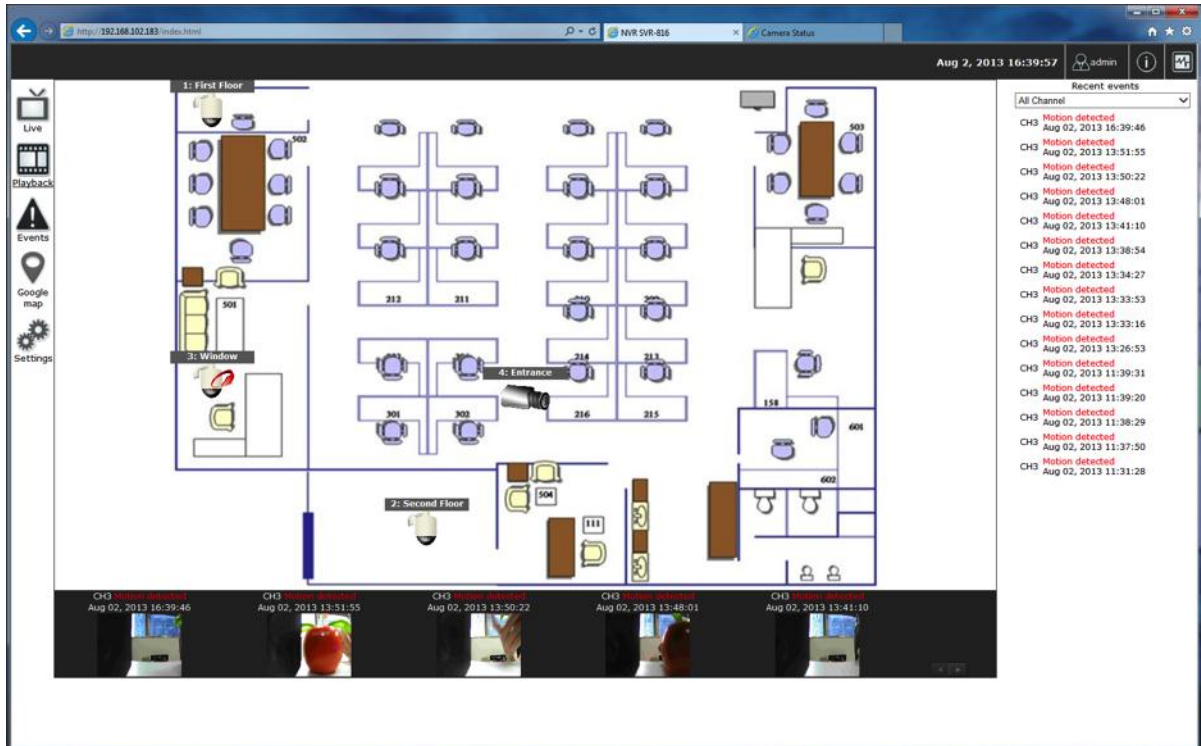 http://192.168.102.183/index.html
NVR SVR-816
Camera Status
Aug 2, 2013 16:39:57
admin
Live
Playback
Events
Google
map
Settings
1: First Floor
502
503
212
211
501
3: Window
4: Entrance
214
213
301
302
216
215
158
601
602
2: Second Floor
504
111
Recent events
All Channel
CH3 Motion detected
Aug 02, 2013 16:39:46
CH3 Motion detected
Aug 02, 2013 13:51:55
CH3 Motion detected
Aug 02, 2013 13:50:22
CH3 Motion detected
Aug 02, 2013 13:48:01
CH3 Motion detected
Aug 02, 2013 13:41:10
CH3 Motion detected
Aug 02, 2013 13:38:54
CH3 Motion detected
Aug 02, 2013 13:34:27
CH3 Motion detected
Aug 02, 2013 13:33:53
CH3 Motion detected
Aug 02, 2013 13:33:16
CH3 Motion detected
Aug 02, 2013 13:26:53
CH3 Motion detected
Aug 02, 2013 11:39:31
CH3 Motion detected
Aug 02, 2013 11:39:20
CH3 Motion detected
Aug 02, 2013 11:38:29
CH3 Motion detected
Aug 02, 2013 11:37:50
CH3 Motion detected
Aug 02, 2013 11:31:28
CH3 Motion detected
Aug 02, 2013 16:39:46
CH3 Motion detected
Aug 02, 2013 13:51:55
CH3 Motion detected
Aug 02, 2013 13:50:22
CH3 Motion detected
Aug 02, 2013 13:48:01
CH3 Motion detected
Aug 02, 2013 13:41:10